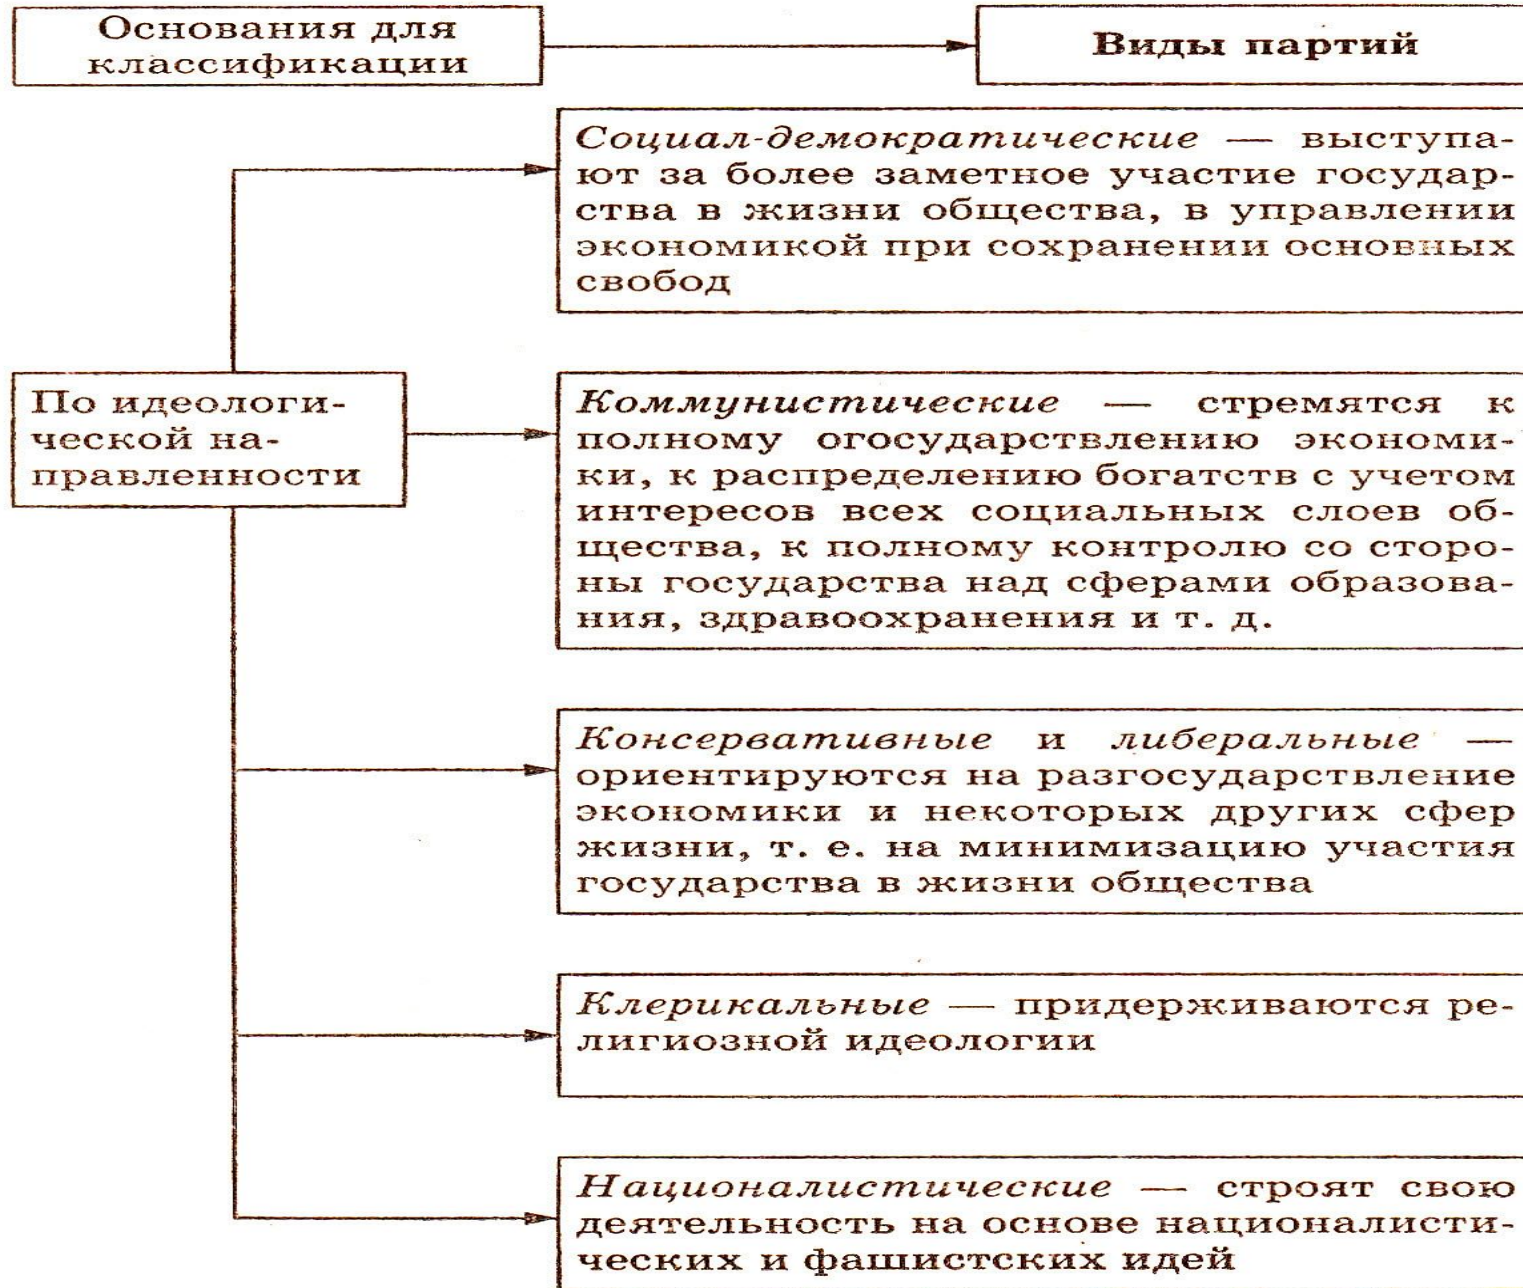 Основания для
классификации
Виды партий
Социал-демократические — выступа-
ют за более заметное участие государ-
ства в жизни общества, в управлении
экономикой при сохранении основных
свобод
По идеологи-
ческой на-
правленности
Коммунистические — стремятся к
полному огосударствлению экономи-
ки, к распределению богатств с учетом
интересов всех социальных слоев об-
щества, к полному контролю со сторо-
ны государства над сферами образова-
ния, здравоохранения и т. д.
Консервативные и либеральные —
ориентируются на разгосударствление
экономики и некоторых других сфер
жизни, т. е. на минимизацию участия
государства в жизни общества
Клерикальные — придерживаются ре-
лигиозной идеологии
Националистические — строят свою
деятельность на основе националисти-
ческих и фашистских идей